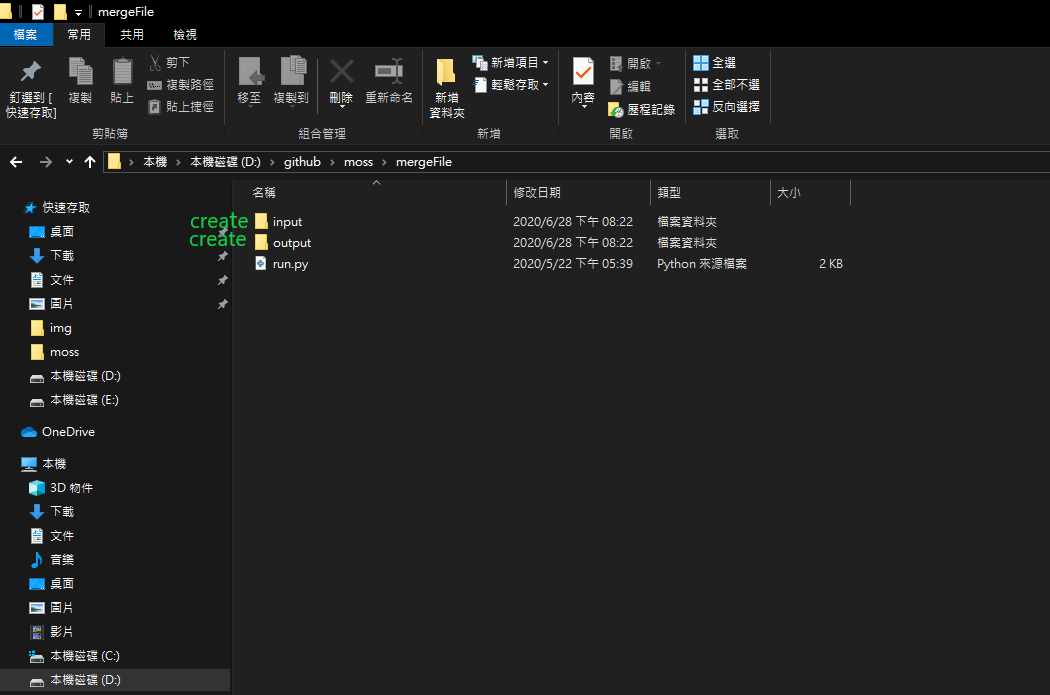 mergeFile
檔案 常用 共用 檢視
釘選到 [快速存取]
複製
貼上
剪下
複製路徑
貼上捷徑
剪貼簿
移至
複製到
刪除
重新命名
組合管理
新增資料夾
新增項目
輕鬆存取
新增
內容
開啟
編輯
歷程記錄
開啟
全選
全部不選
反向選擇
選取
本機 › 本機磁碟 (D:) › github › moss › mergeFile
快速存取
桌面
下載
文件
圖片
img
moss
本機磁碟 (D:)
本機磁碟 (E:)
OneDrive
本機
3D 物件
下載
文件
音樂
桌面
圖片
影片
本機磁碟 (C:)
本機磁碟 (D:)
名稱 修改日期 類型 大小
create input 2020/6/28 下午 08:22 檔案資料夾
create output 2020/6/28 下午 08:22 檔案資料夾
run.py 2020/5/22 下午 05:39 Python 來源檔案 2 KB